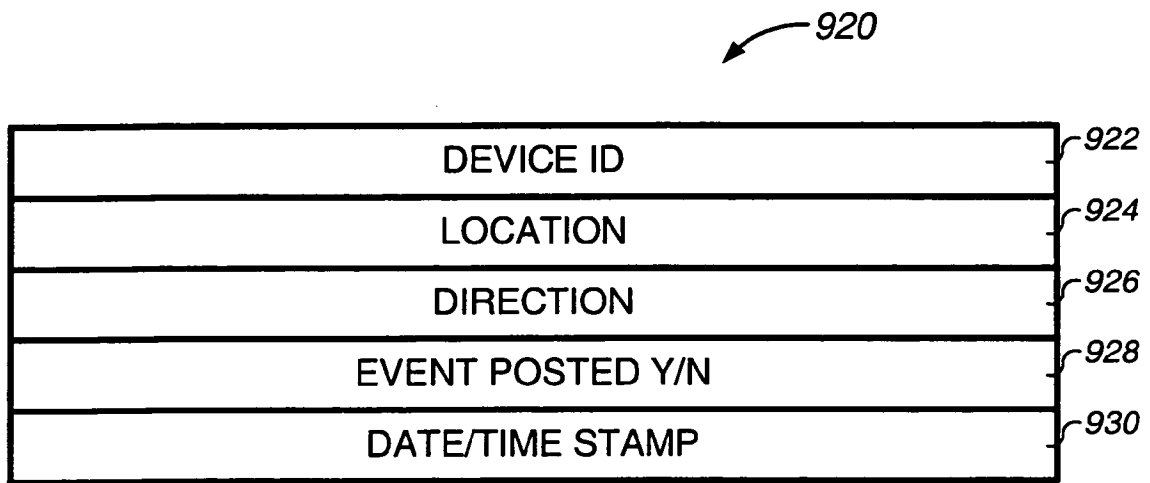 920
DEVICE ID 922
LOCATION 924
DIRECTION 926
EVENT POSTED Y/N 928
DATE/TIME STAMP 930